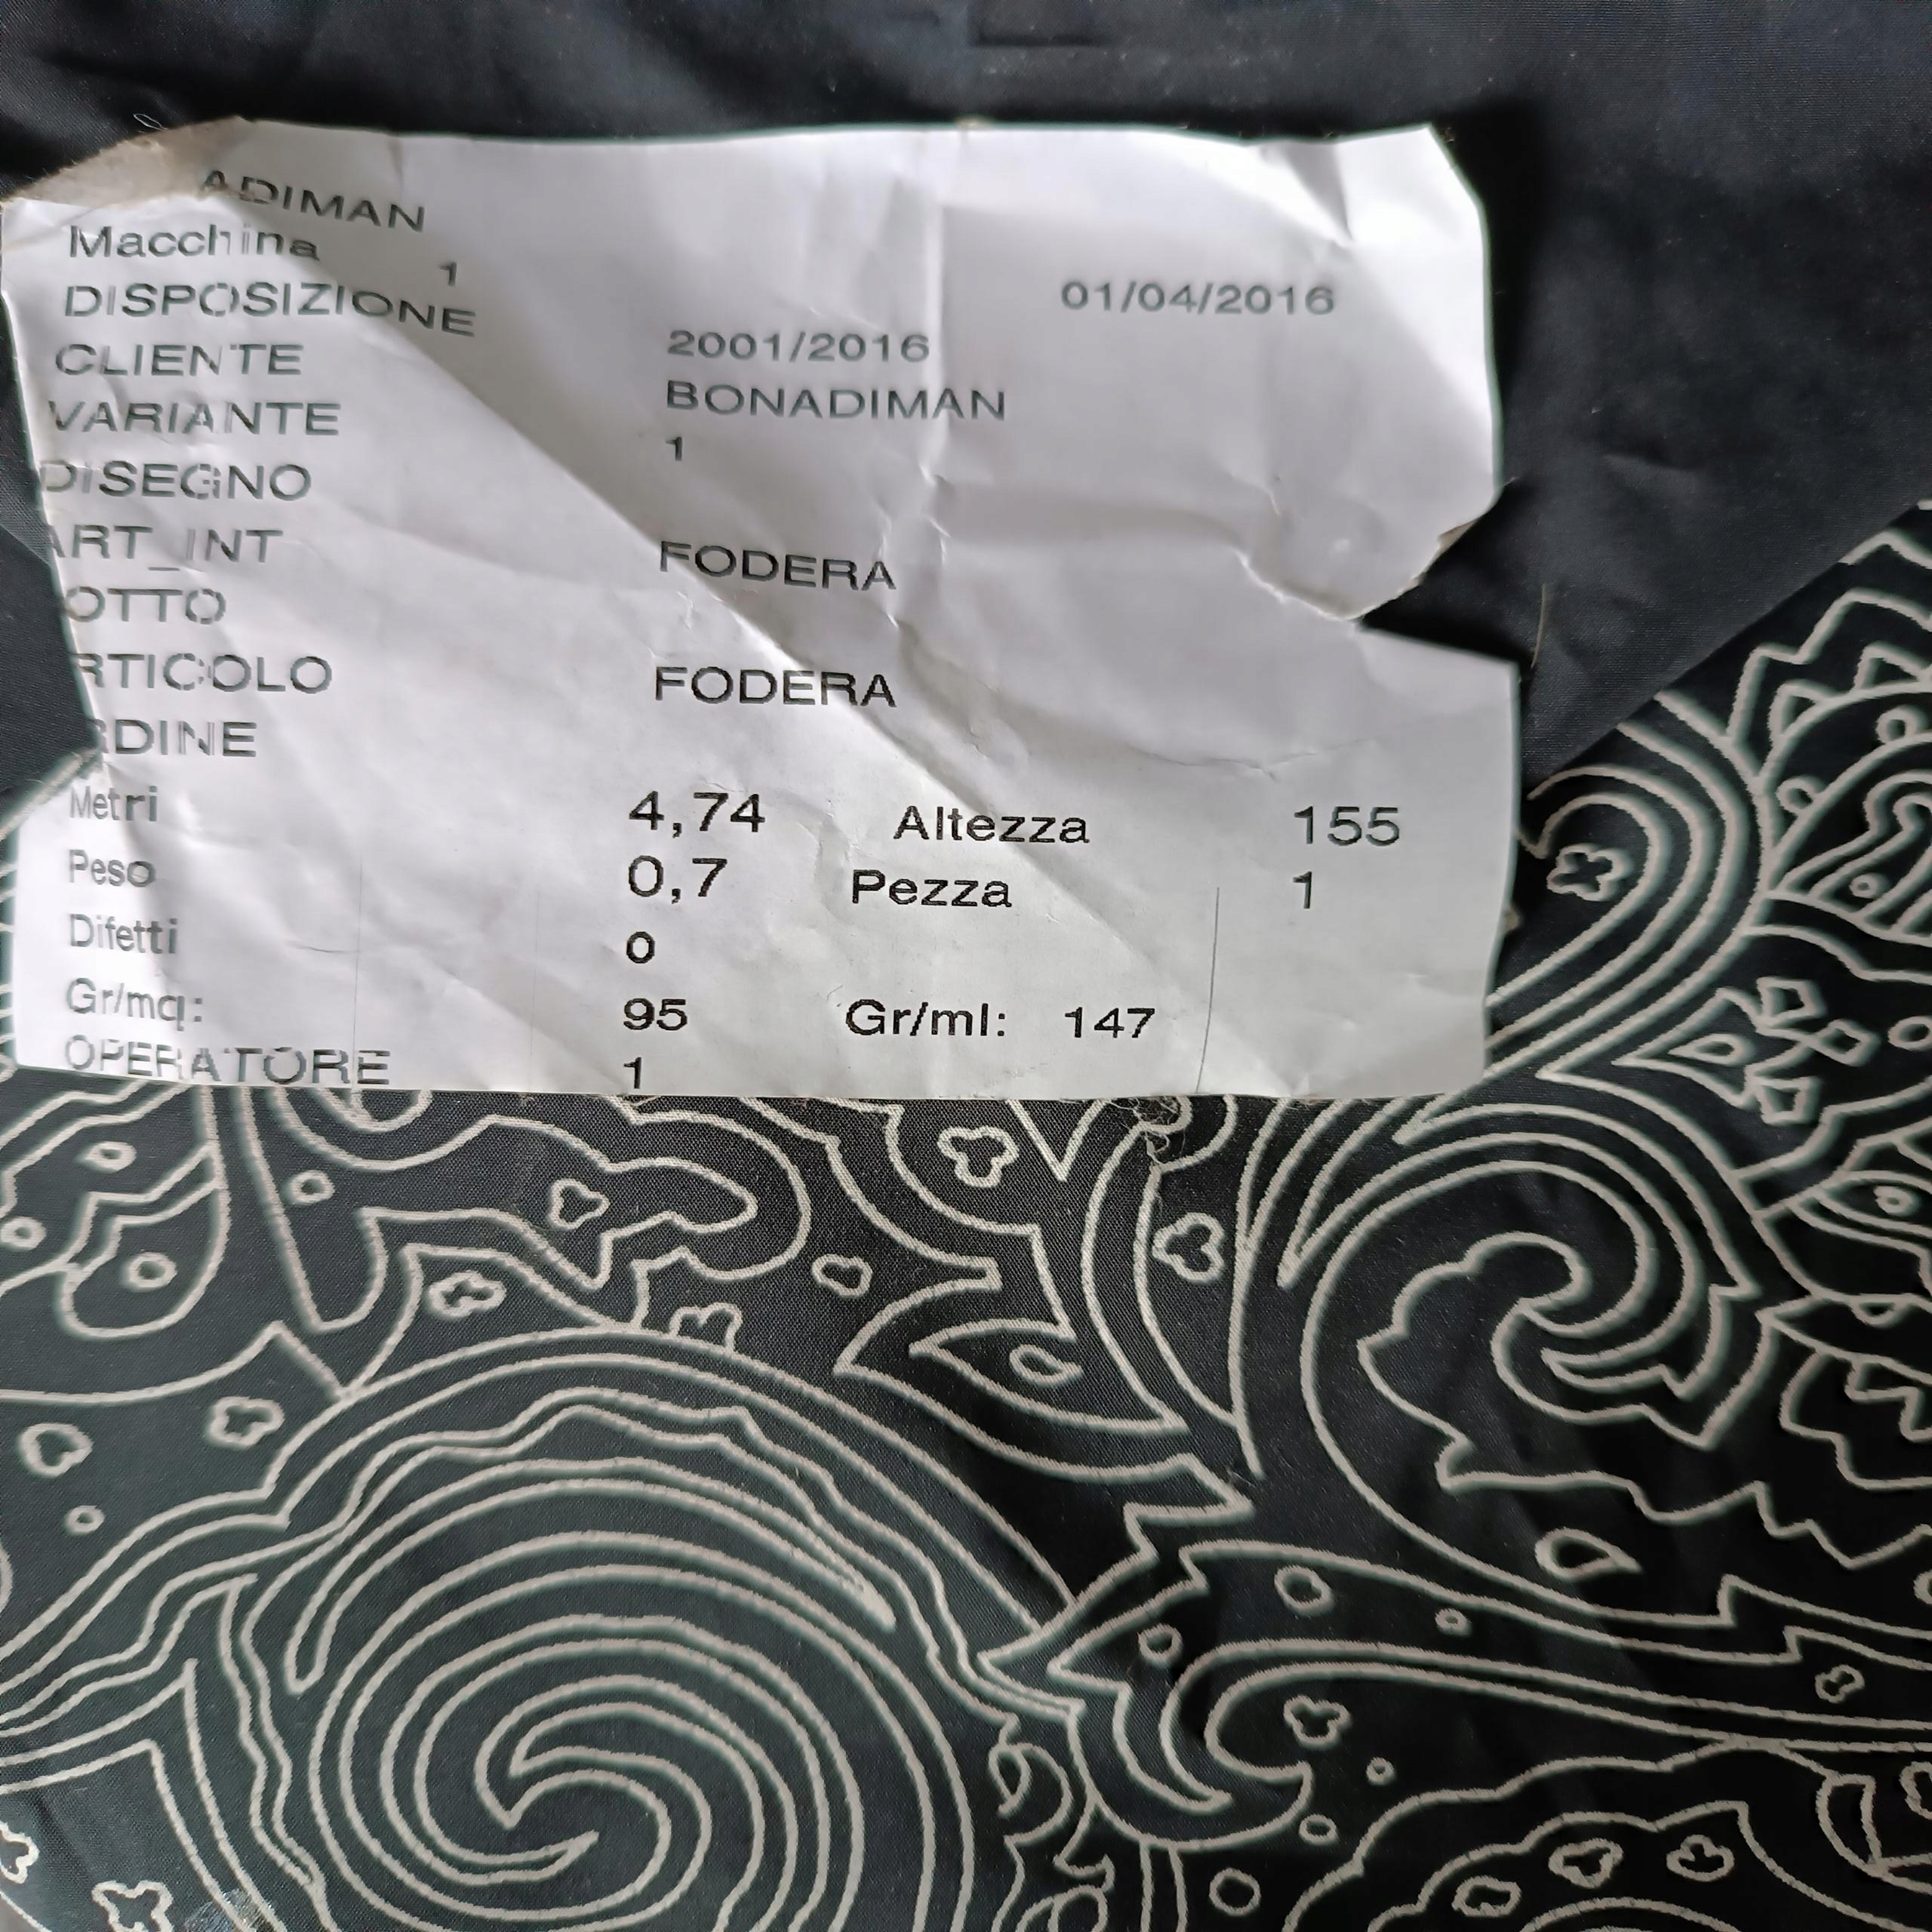 ADIMAN
Macchina 1 01/04/2016
DISPOSIZIONE 2001/2016
CLIENTE BONADIMAN
VARIANTE 1
DISEGNO
ART_INT FODERA
OTTO
RTICOLO FODERA
RDINE
Metri 4,74 Altezza 155
Peso 0,7 Pezza 1
Difetti 0
Gr/mq: 95 Gr/ml: 147
OPERATORE 1